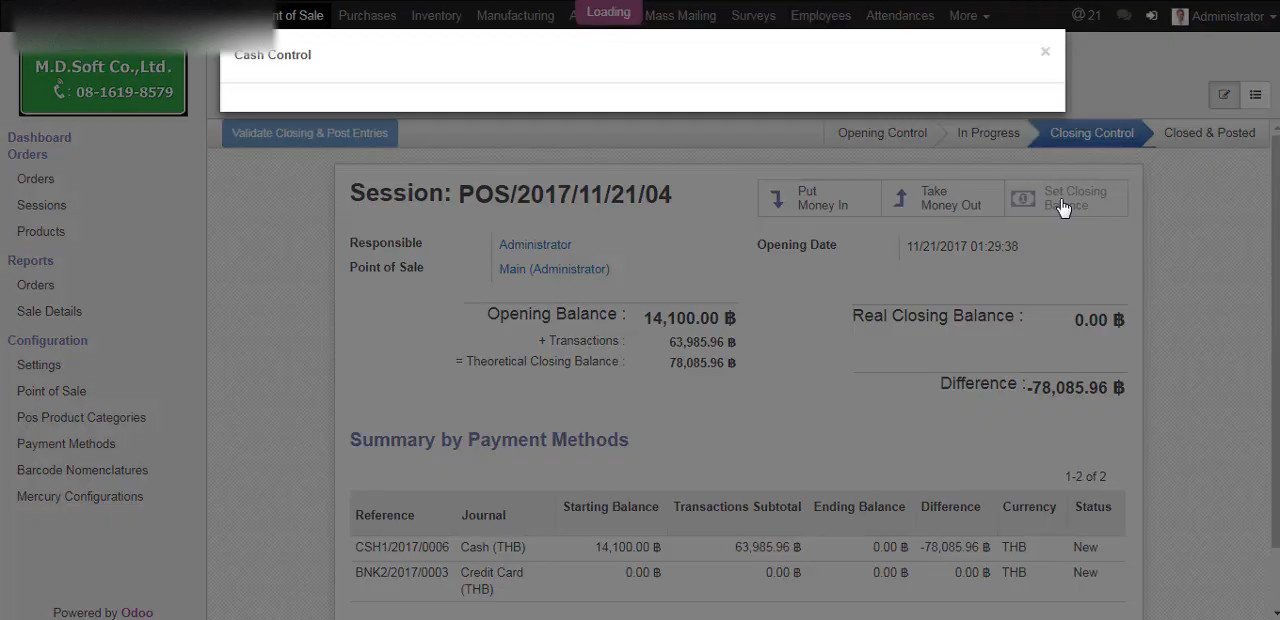 nt of Sale
Purchases
Inventory
Manufacturing
Loading
Mass Mailing
Surveys
Employees
Attendances
More
@ 21
Administrator
Cash Control
×
M.D.Soft Co.,Ltd.
: 08-1619-8579
Dashboard
Orders
Orders
Sessions
Products
Reports
Orders
Sale Details
Configuration
Settings
Point of Sale
Pos Product Categories
Payment Methods
Barcode Nomenclatures
Mercury Configurations
Powered by Odoo
Validate Closing & Post Entries
Opening Control
In Progress
Closing Control
Closed & Posted
Session: POS/2017/11/21/04
Put
Money In
Take
Money Out
Set Closing
Balance
Responsible
Administrator
Point of Sale
Main (Administrator)
Opening Date
11/21/2017 01:29:38
Opening Balance : 14,100.00 ฿
+ Transactions : 63,985.96 ฿
= Theoretical Closing Balance : 78,085.96 ฿
Real Closing Balance : 0.00 ฿
Difference : -78,085.96 ฿
Summary by Payment Methods
1-2 of 2
Reference Journal Starting Balance Transactions Subtotal Ending Balance Difference Currency Status
CSH1/2017/0006 Cash (THB) 14,100.00 ฿ 63,985.96 ฿ 0.00 ฿ -78,085.96 ฿ THB New
BNK2/2017/0003 Credit Card 0.00 ฿ 0.00 ฿ 0.00 ฿ 0.00 ฿ THB New
(THB)